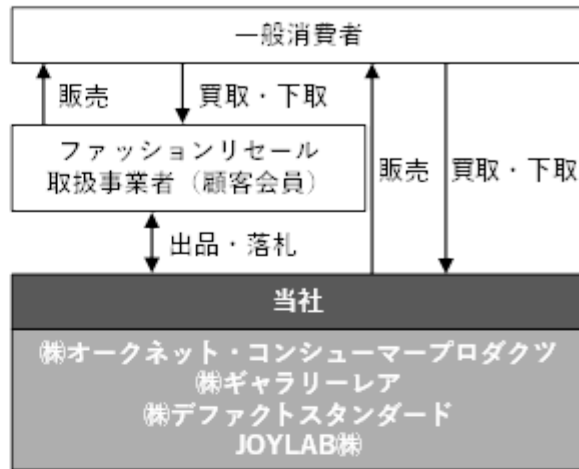 一般消費者
販売
買取・下取
ファッションリセール
取扱事業者（顧客会員）
販売
買取・下取
出品・落札
当社
㈱オークネット・コンシューマープロダクツ
㈱ギャラリーレア
㈱デファクトスタンダード
JOYLAB㈱